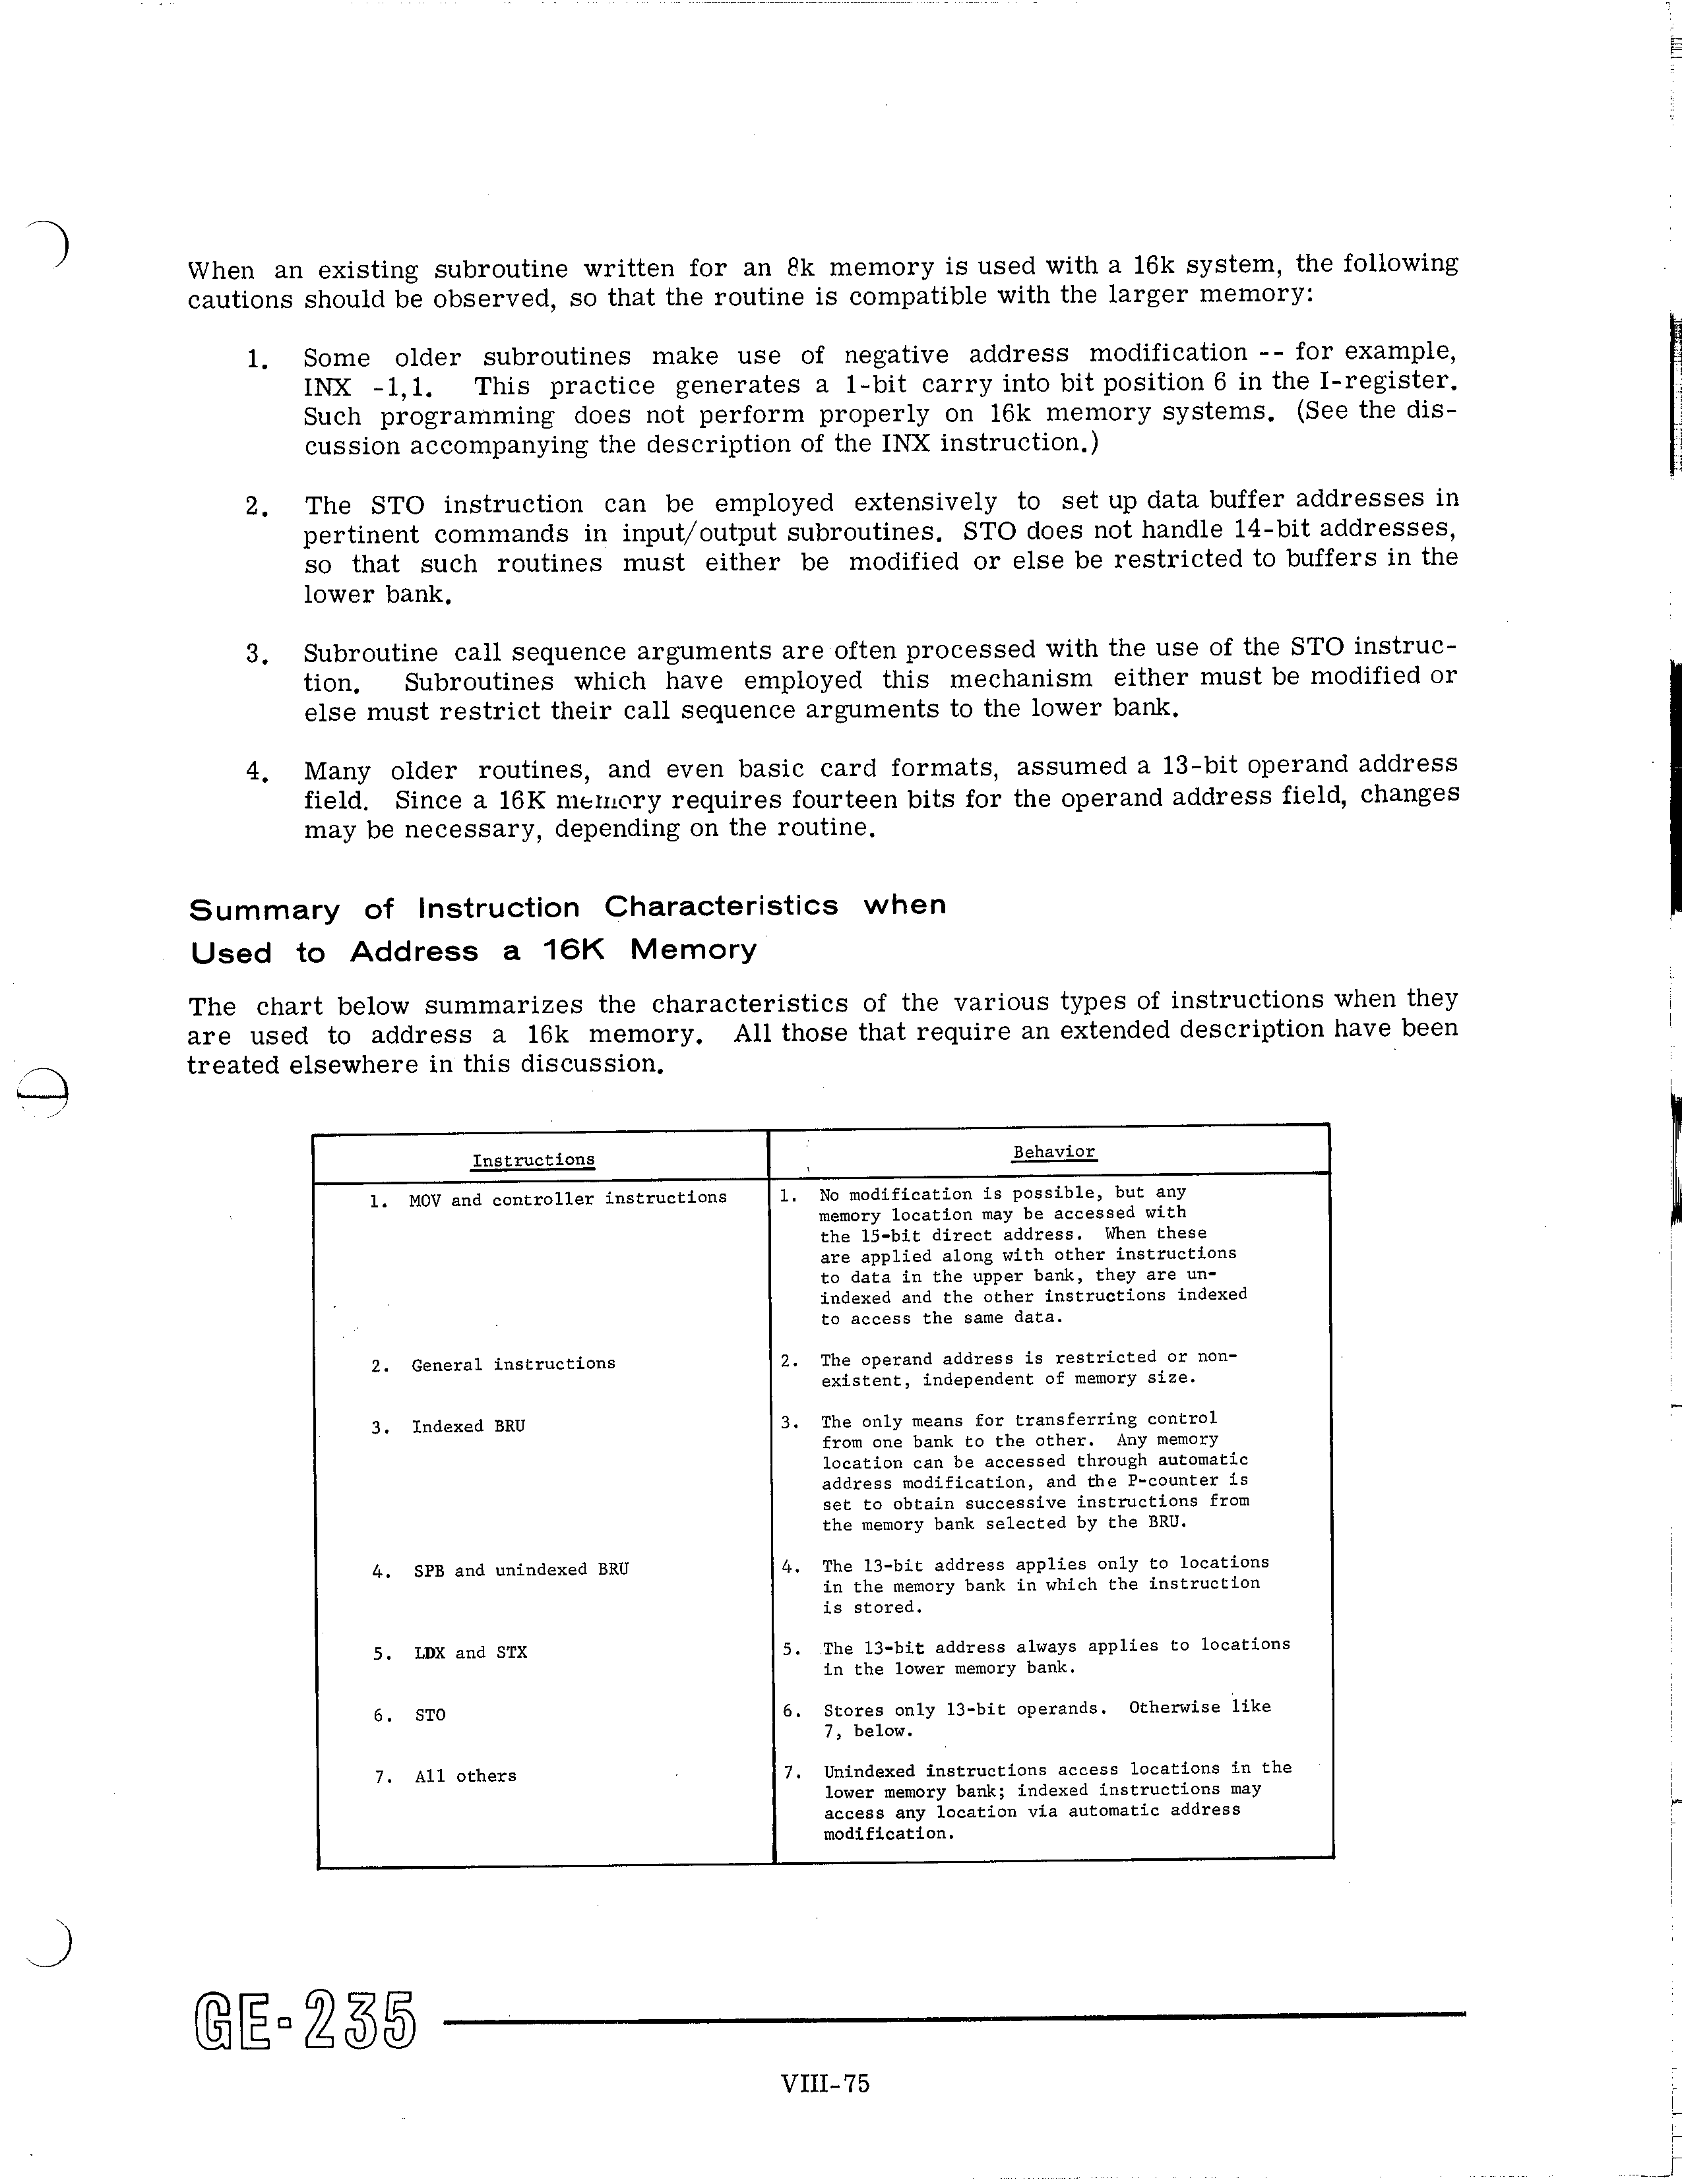 When an existing subroutine written for an 8k memory is used with a 16k system, the following
cautions should be observed, so that the routine is compatible with the larger memory:
1. Some older subroutines make use of negative address modification -- for example,
INX -1,1. This practice generates a 1-bit carry into bit position 6 in the I-register.
Such programming does not perform properly on 16k memory systems. (See the dis-
cussion accompanying the description of the INX instruction.)
2. The STO instruction can be employed extensively to set up data buffer addresses in
pertinent commands in input/output subroutines. STO does not handle 14-bit addresses,
so that such routines must either be modified or else be restricted to buffers in the
lower bank.
3. Subroutine call sequence arguments are often processed with the use of the STO instruc-
tion. Subroutines which have employed this mechanism either must be modified or
else must restrict their call sequence arguments to the lower bank.
4. Many older routines, and even basic card formats, assumed a 13-bit operand address
field. Since a 16K memory requires fourteen bits for the operand address field, changes
may be necessary, depending on the routine.
Summary of Instruction Characteristics when
Used to Address a 16K Memory
The chart below summarizes the characteristics of the various types of instructions when they
are used to address a 16k memory. All those that require an extended description have been
treated elsewhere in this discussion.
Instructions
Behavior
1. MOV and controller instructions
1. No modification is possible, but any
memory location may be accessed with
the 15-bit direct address. When these
are applied along with other instructions
to data in the upper bank, they are un-
indexed and the other instructions indexed
to access the same data.
2. General instructions
2. The operand address is restricted or non-
existent, independent of memory size.
3. Indexed BRU
3. The only means for transferring control
from one bank to the other. Any memory
location can be accessed through automatic
address modification, and the P-counter is
set to obtain successive instructions from
the memory bank selected by the BRU.
4. SPB and unindexed BRU
4. The 13-bit address applies only to locations
in the memory bank in which the instruction
is stored.
5. LDX and STX
5. The 13-bit address always applies to locations
in the lower memory bank.
6. STO
6. Stores only 13-bit operands. Otherwise like
7, below.
7. All others
7. Unindexed instructions access locations in the
lower memory bank; indexed instructions may
access any location via automatic address
modification.
GE-235
VIII-75